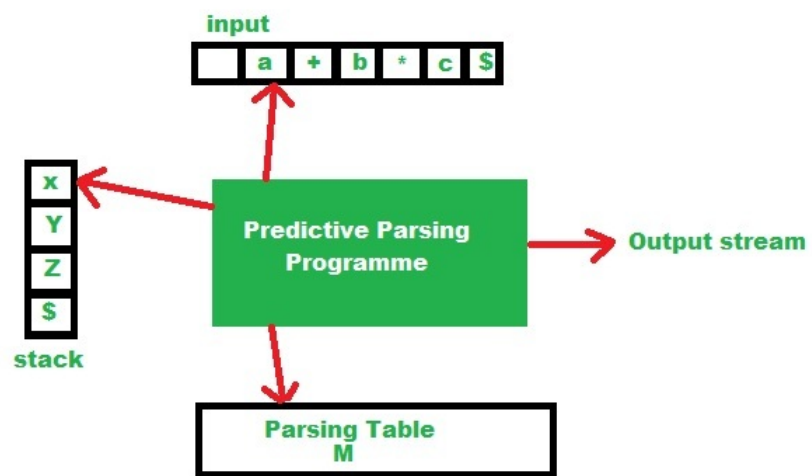 input
a + b * c $
x
Y
Z
$
stack
Predictive Parsing
Programme
Output stream
Parsing Table
M